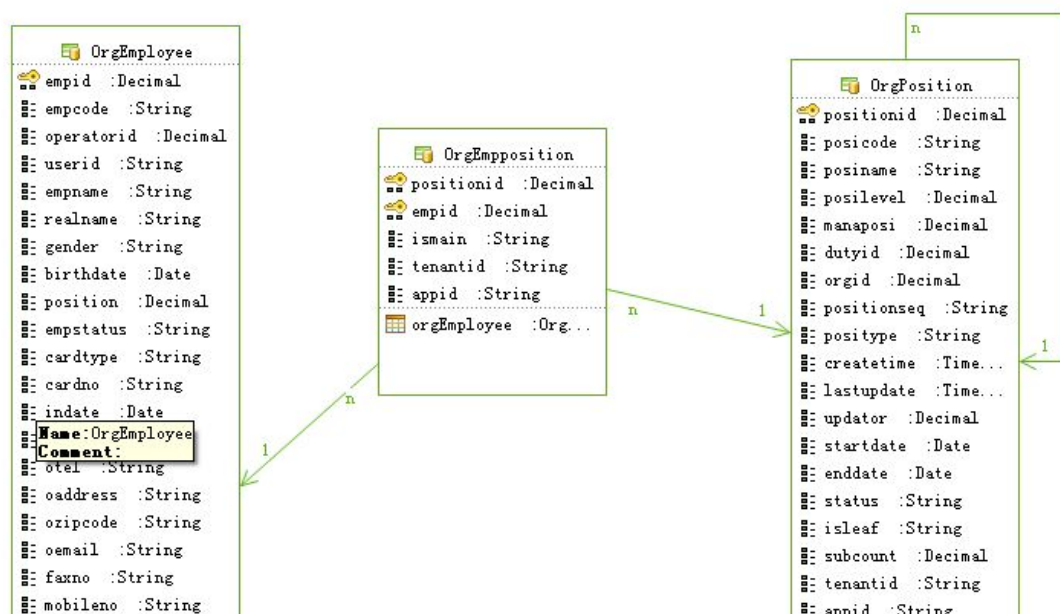 OrgEmployee
empid :Decimal
empcode :String
operatorid :Decimal
userid :String
empname :String
realname :String
gender :String
birthdate :Date
position :Decimal
empstatus :String
cardtype :String
cardno :String
indate :Date
Name:OrgEmployee
Comment:
otel :String
oaddress :String
ozipcode :String
oemail :String
faxno :String
mobileno :String
1
n
OrgEmpposition
positionid :Decimal
empid :Decimal
ismain :String
tenantid :String
appid :String
orgEmployee :Org...
n
1
n
1
OrgPosition
positionid :Decimal
posicode :String
posiname :String
posilevel :Decimal
manaposi :Decimal
dutyid :Decimal
orgid :Decimal
positionseq :String
positype :String
createtime :Time...
lastupdate :Time...
updator :Decimal
startdate :Date
enddate :Date
status :String
isleaf :String
subcount :Decimal
tenantid :String
appid :String